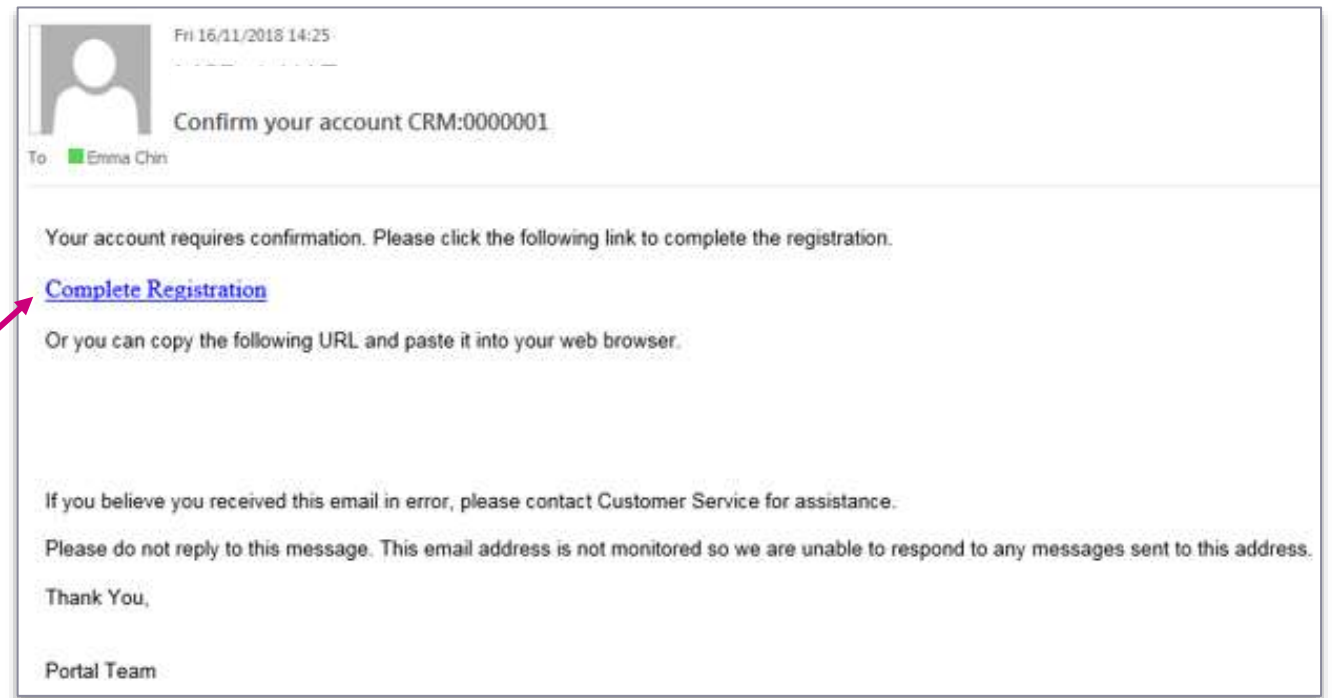 Fri 16/11/2018 14:25
Confirm your account CRM:0000001
To Emma Chin
Your account requires confirmation. Please click the following link to complete the registration.
Complete Registration
Or you can copy the following URL and paste it into your web browser.
If you believe you received this email in error, please contact Customer Service for assistance.
Please do not reply to this message. This email address is not monitored so we are unable to respond to any messages sent to this address.
Thank You,
Portal Team